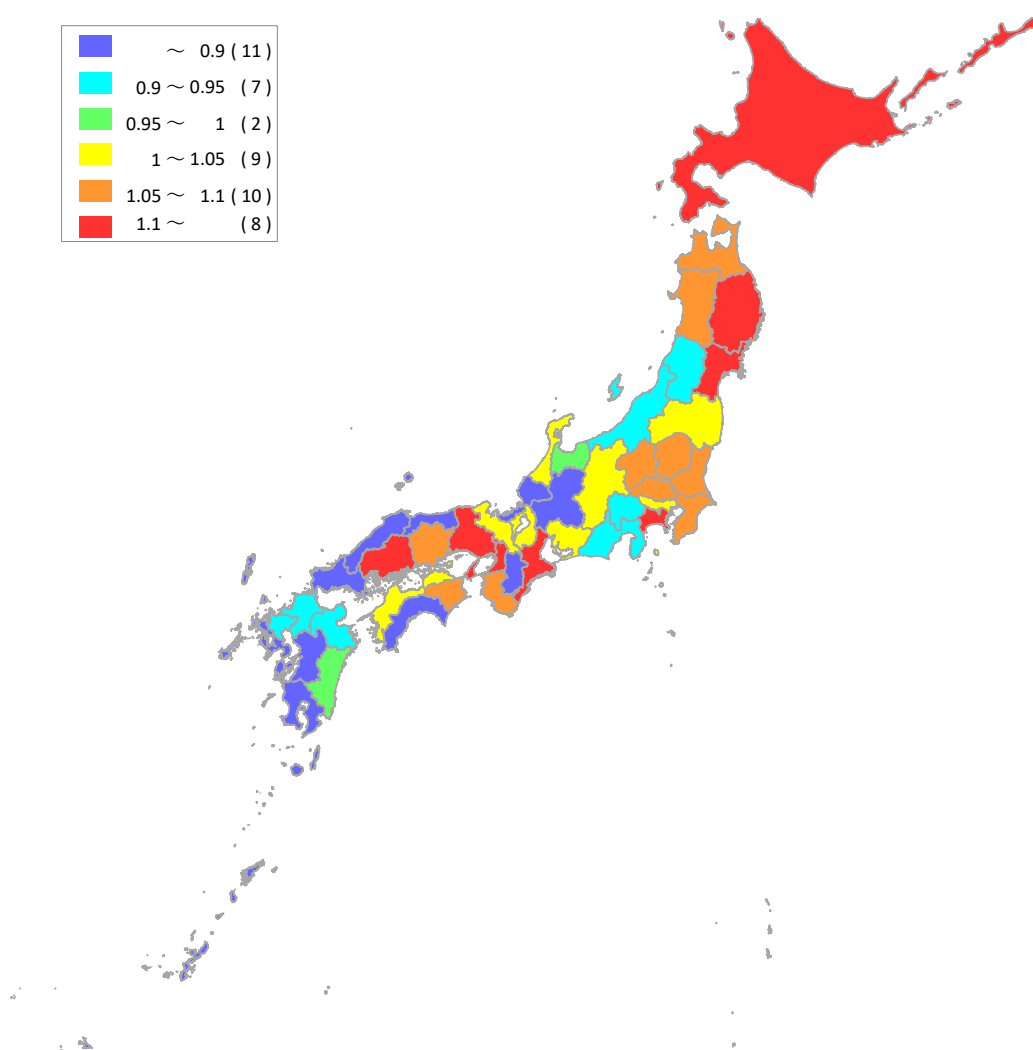 ～ 0.9 ( 11 )
0.9 ～ 0.95 ( 7 )
0.95 ～ 1 ( 2 )
1 ～ 1.05 ( 9 )
1.05 ～ 1.1 ( 10 )
1.1 ～ ( 8 )